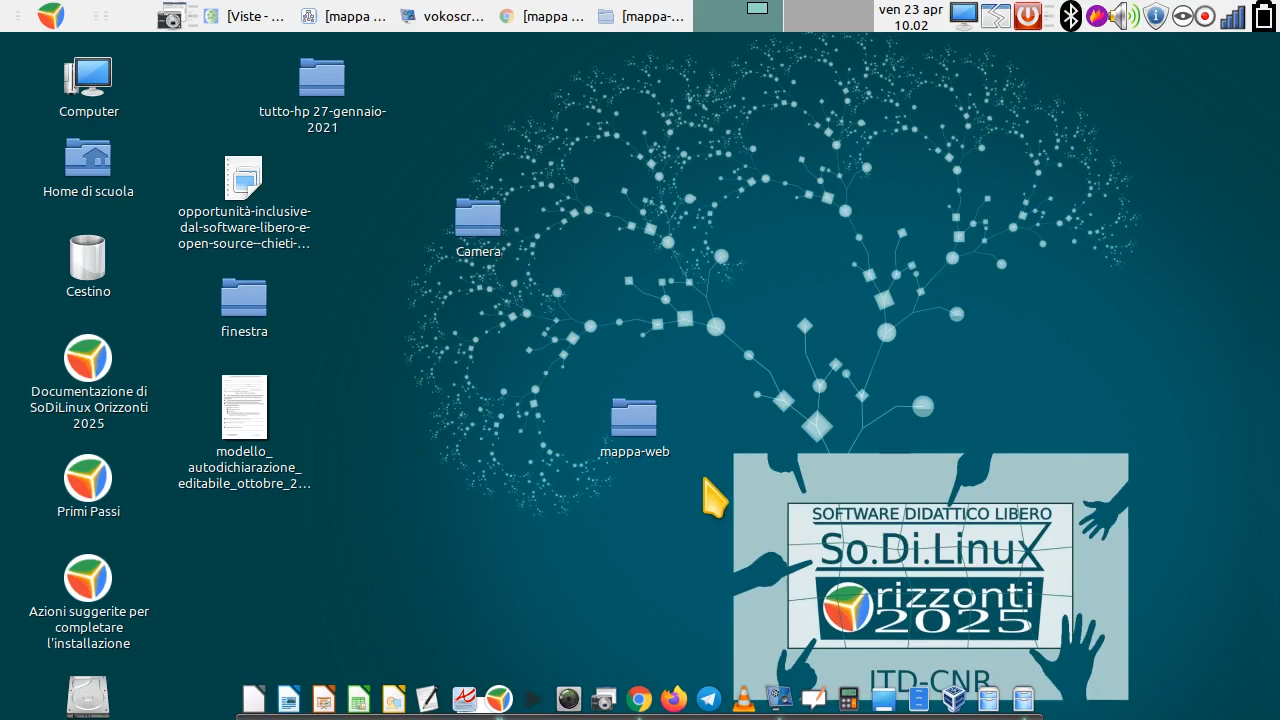 [Viste - ...
[mappa ...
vokoscr...
[mappa ...
[mappa-...
ven 23 apr
10.02
Computer
tutto-hp 27-gennaio-
2021
Home di scuola
opportunità-inclusive-
dal-software-libero-e-
open-source--chieti-...
Camera
Cestino
finestra
Documentazione di
SoDiLinux Orizzonti
2025
modello_
autodichiarazione_
editabile_ottobre_2...
mappa-web
Primi Passi
Azioni suggerite per
completare
l'installazione
SOFTWARE DIDATTICO LIBERO
So.Di.Linux
rizzonti
2025
ITD-CNR